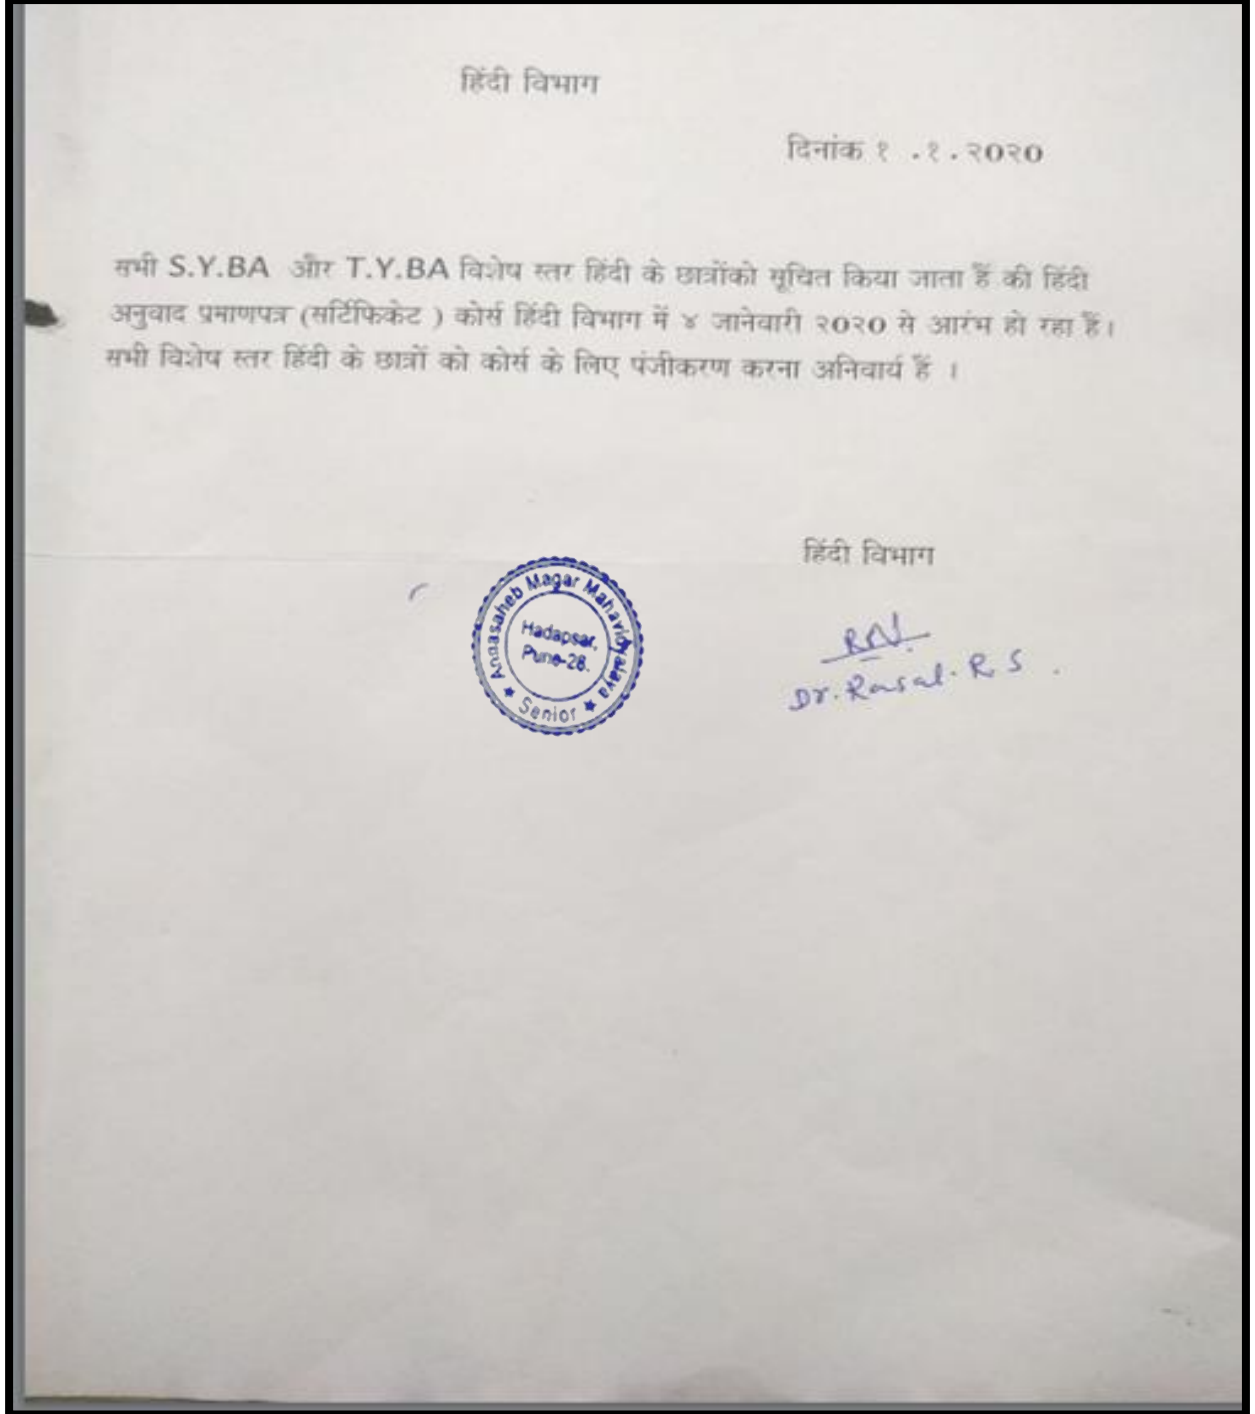 हिंदी विभाग
दिनांक १ .१.२०२०
सभी S.Y.BA और T.Y.BA विशेष स्तर हिंदी के छात्रोंको सूचित किया जाता हैं की हिंदी
अनुवाद प्रमाणपत्र (सर्टिफिकेट ) कोर्स हिंदी विभाग में ४ जानेवारी २०२० से आरंभ हो रहा हैं।
सभी विशेष स्तर हिंदी के छात्रों को कोर्स के लिए पंजीकरण करना अनिवार्य हैं ।
हिंदी विभाग
Annasaheb Magar Mahavidyalaya
Hadapsar,
Pune-28.
★ Senior ★
Dr. Rasal. R S .